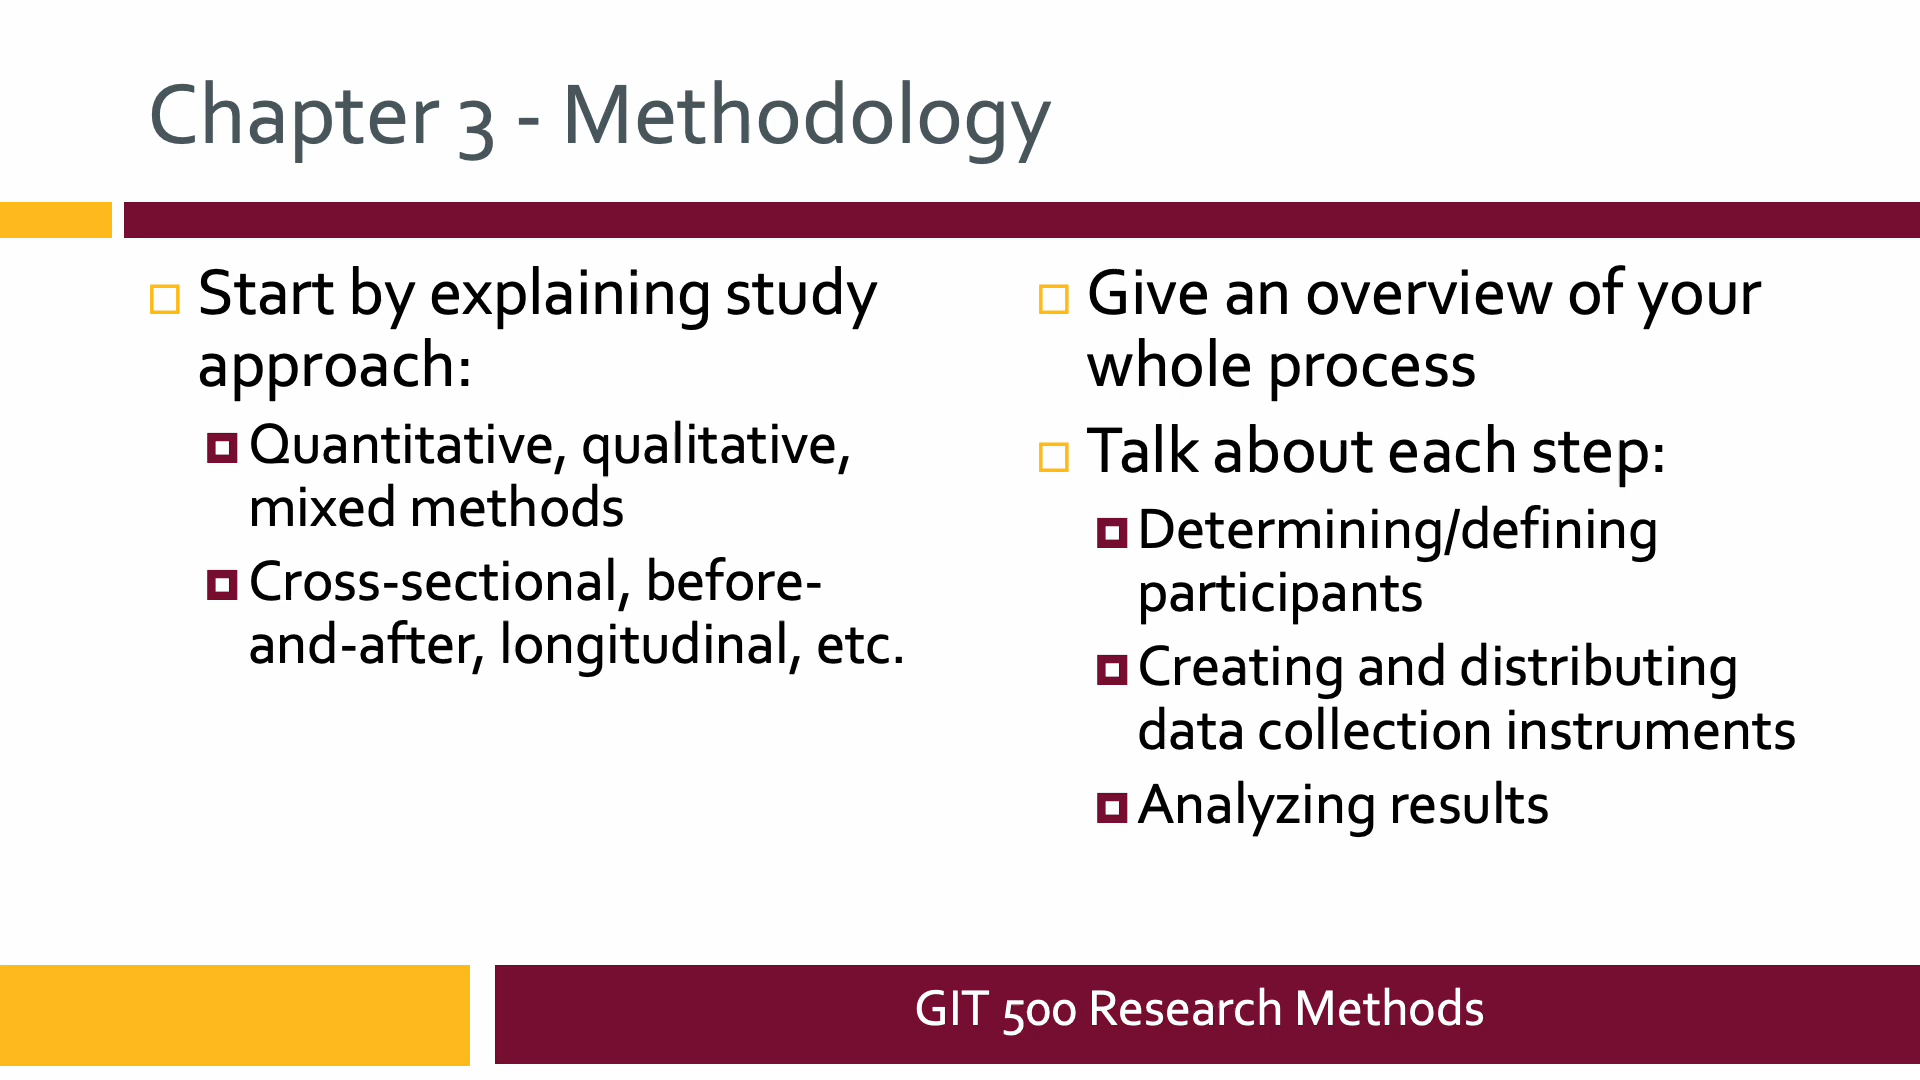 Chapter 3 - Methodology
Start by explaining study
approach:
Quantitative, qualitative,
mixed methods
Cross-sectional, before-
and-after, longitudinal, etc.
Give an overview of your
whole process
Talk about each step:
Determining/defining
participants
Creating and distributing
data collection instruments
Analyzing results
GIT 500 Research Methods